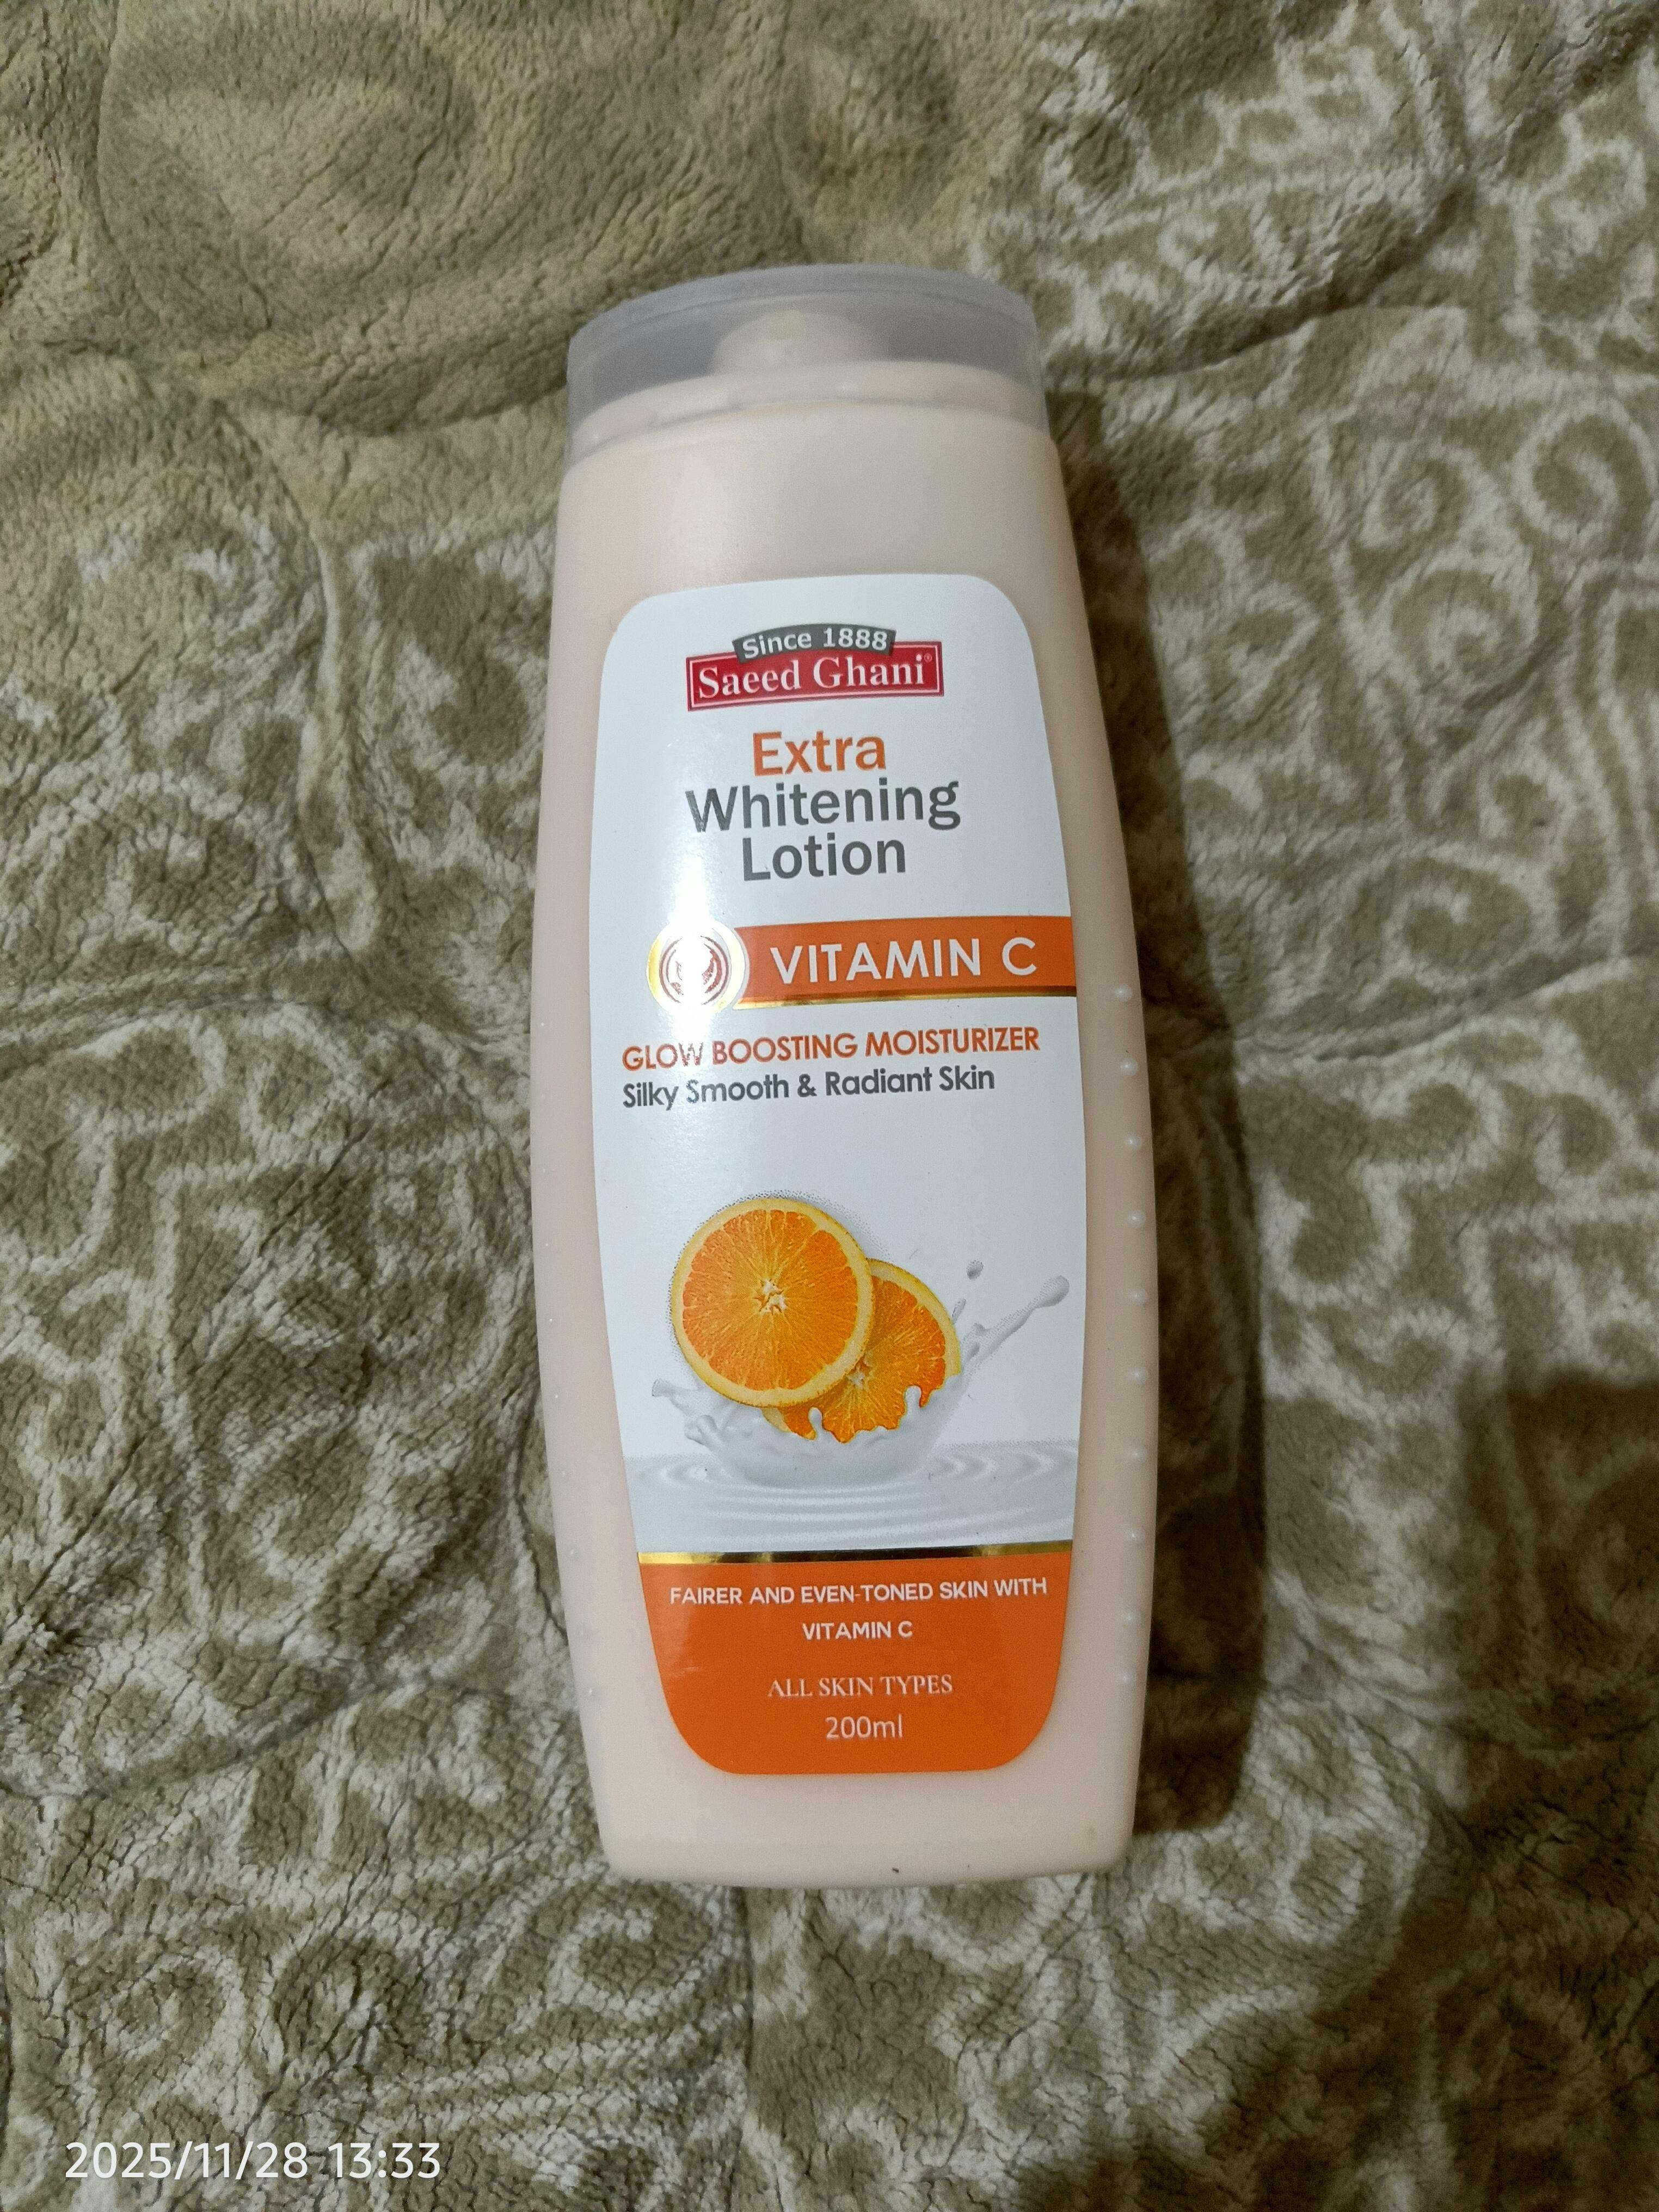 Since 1888
Saeed Ghani®
Extra
Whitening
Lotion
VITAMIN C
GLOW BOOSTING MOISTURIZER
Silky Smooth & Radiant Skin
FAIRER AND EVEN-TONED SKIN WITH
VITAMIN C
ALL SKIN TYPES
200ml
2025/11/28 13:33